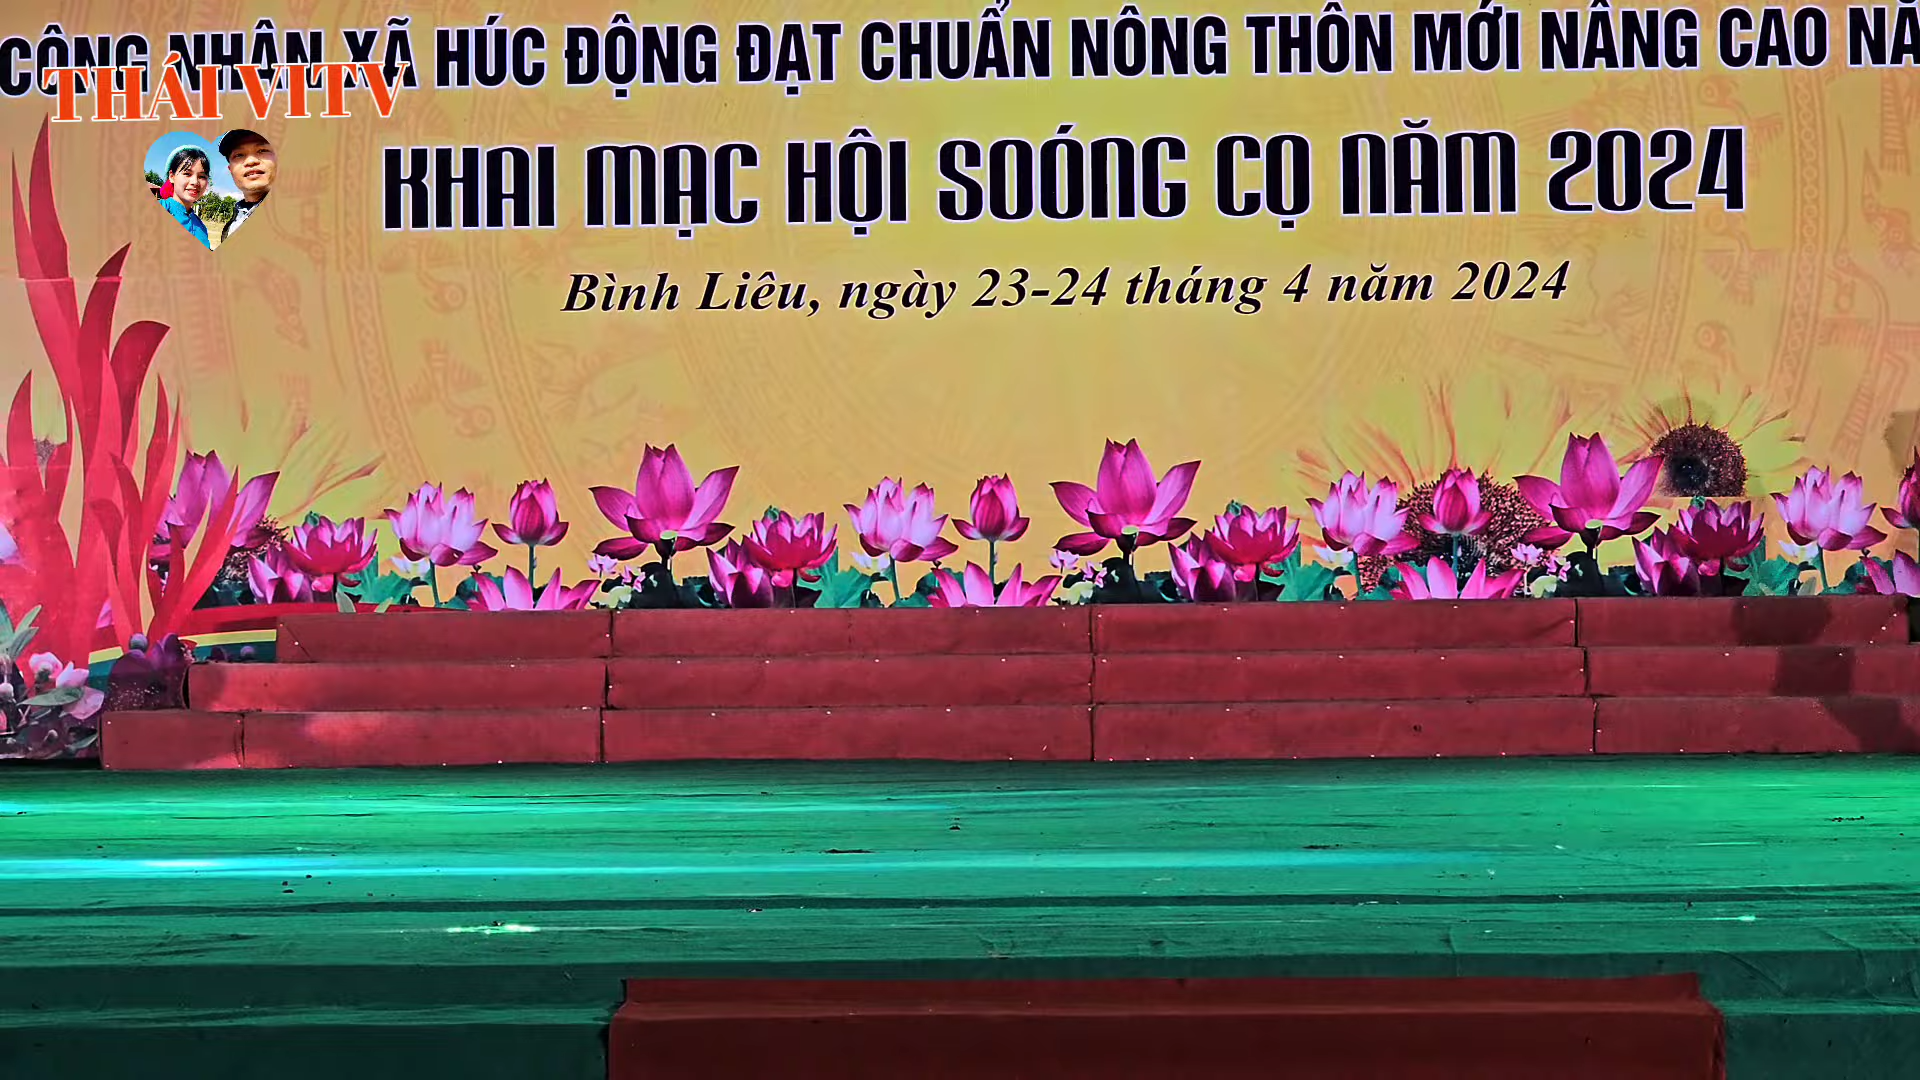 CÔNG NHẬN XÃ HÚC ĐỘNG ĐẠT CHUẨN NÔNG THÔN MỚI NÂNG CAO
THÁI VITV
KHAI MẠC HỘI SOÓNG CỌ NĂM 2024
Bình Liêu, ngày 23-24 tháng 4 năm 2024